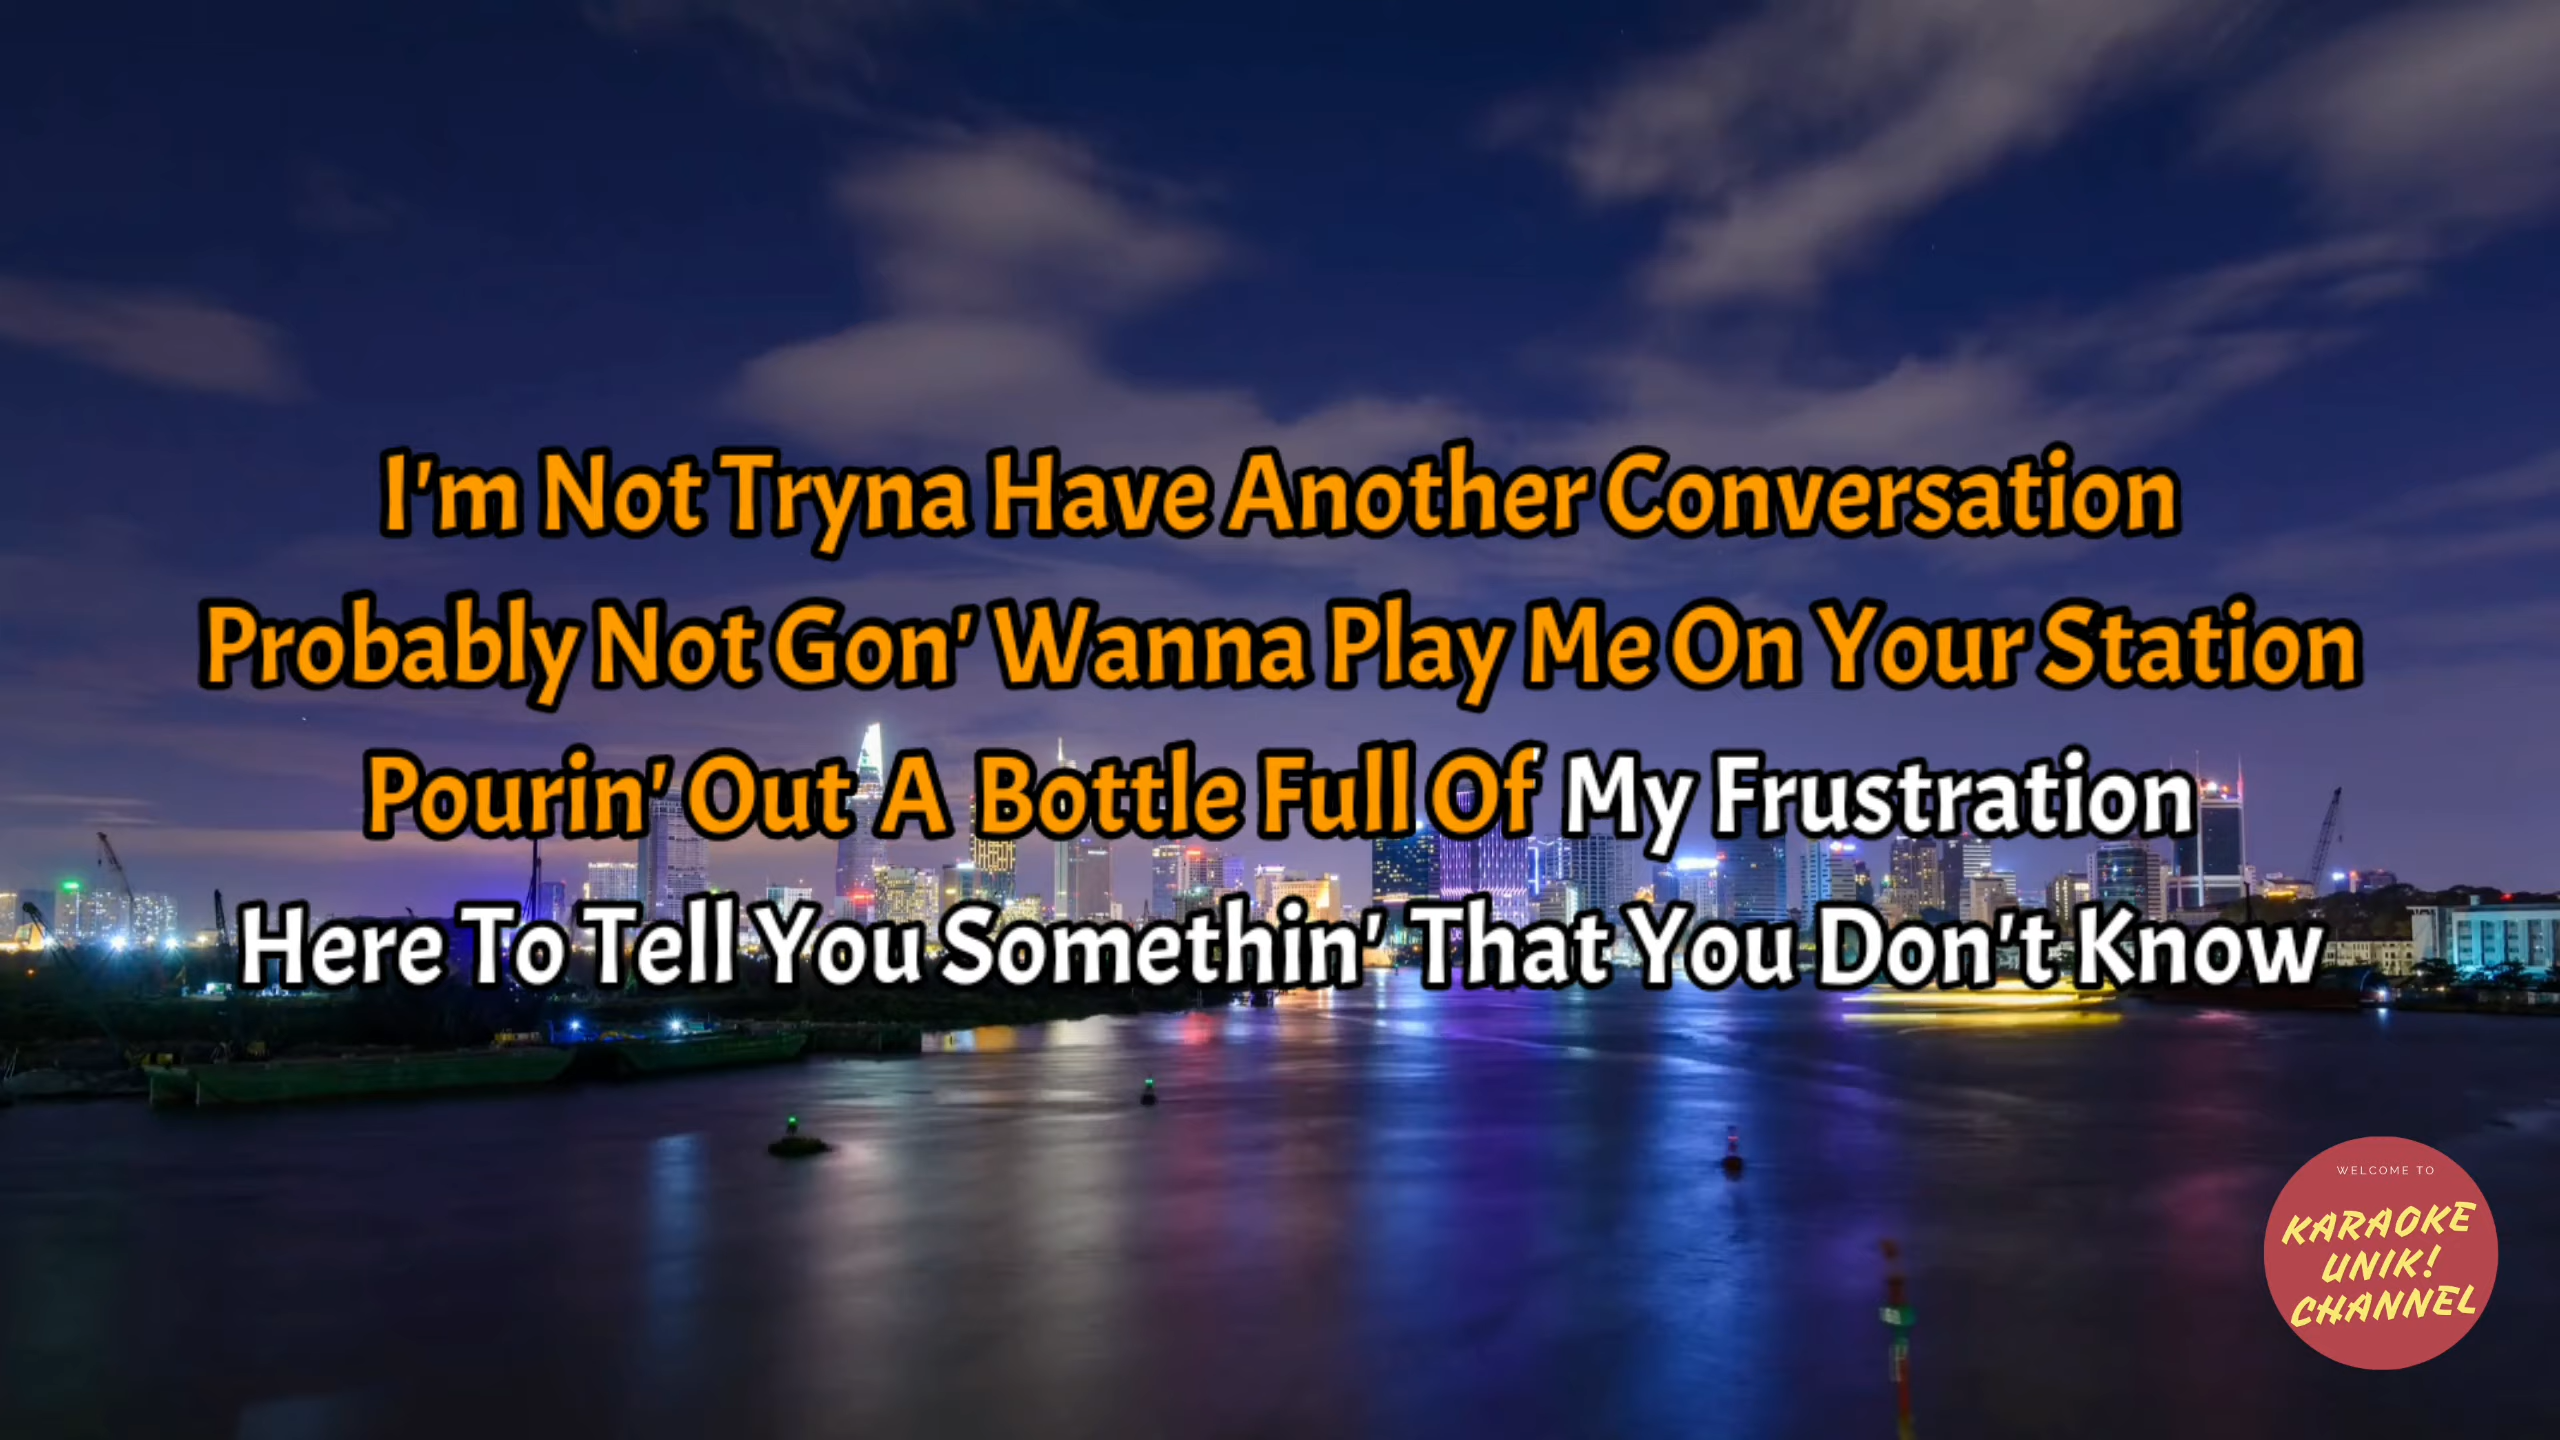 I'm Not Tryna Have Another Conversation
Probably Not Gon' Wanna Play Me On Your Station
Pourin' Out A Bottle Full Of My Frustration
Here To Tell You Somethin' That You Don't Know
WELCOME TO
KARAOKE
UNIK!
CHANNEL